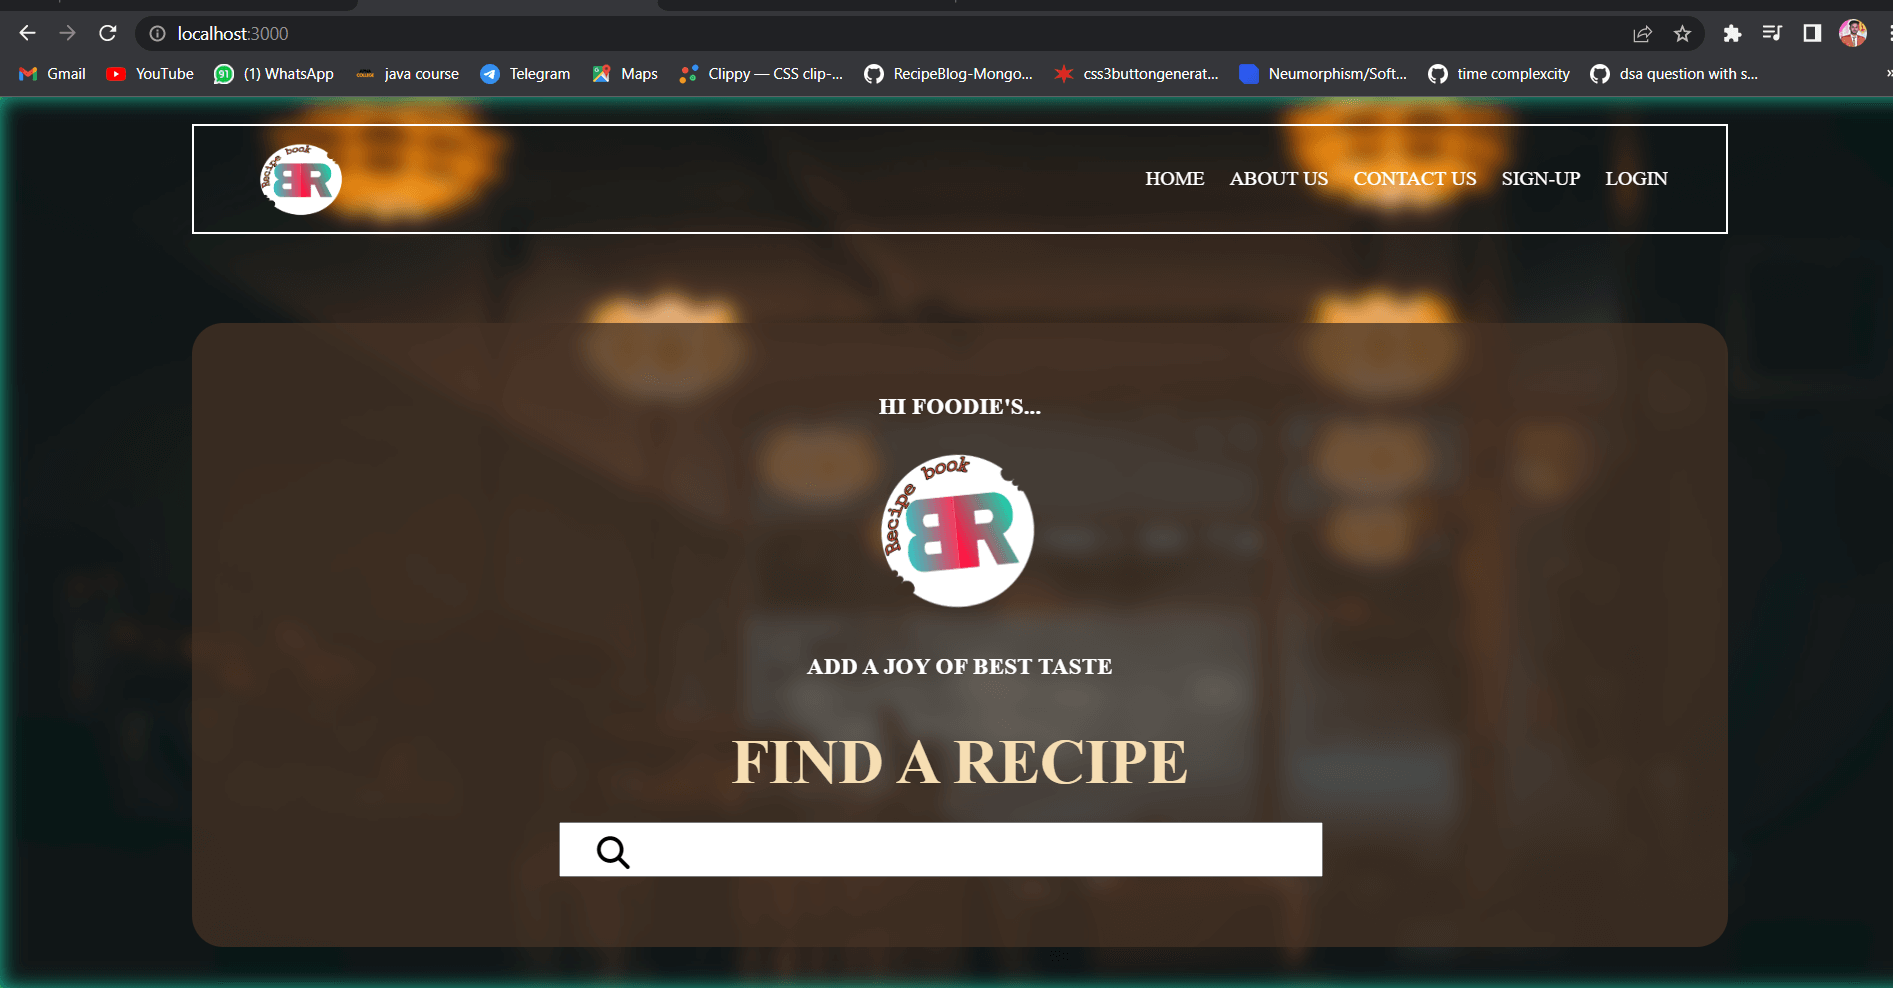 localhost:3000
Gmail YouTube (1) WhatsApp java course Telegram Maps Clippy — CSS clip-... RecipeBlog-Mongo... css3buttongenerat... Neumorphism/Soft... time complexcity dsa question with s... »
Recipe book
BR
HOME ABOUT US CONTACT US SIGN-UP LOGIN
HI FOODIE'S...
Recipe book
BR
ADD A JOY OF BEST TASTE
FIND A RECIPE